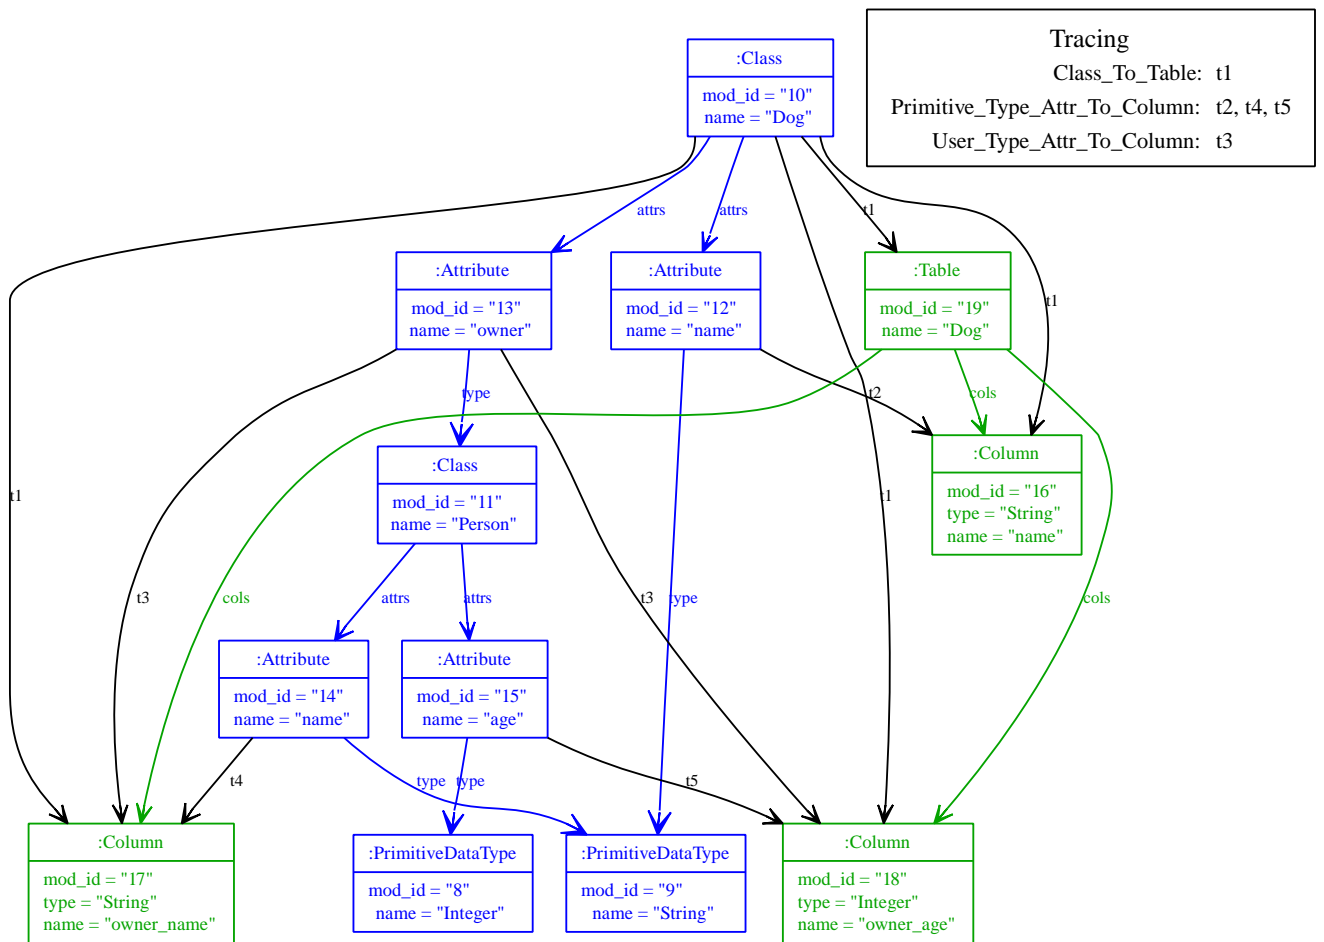 Tracing
Class_To_Table: t1
Primitive_Type_Attr_To_Column: t2, t4, t5
User_Type_Attr_To_Column: t3
:Class
mod_id = "10"
name = "Dog"
attrs
attrs
t1
:Attribute
mod_id = "13"
name = "owner"
:Attribute
mod_id = "12"
name = "name"
:Table
mod_id = "19"
name = "Dog"
t1
type
t2
cols
:Class
mod_id = "11"
name = "Person"
:Column
mod_id = "16"
type = "String"
name = "name"
t1
t1
t3
cols
attrs
attrs
t3
type
cols
:Attribute
mod_id = "14"
name = "name"
:Attribute
mod_id = "15"
name = "age"
t4
type
type
t5
:Column
mod_id = "17"
type = "String"
name = "owner_name"
:PrimitiveDataType
mod_id = "8"
name = "Integer"
:PrimitiveDataType
mod_id = "9"
name = "String"
:Column
mod_id = "18"
type = "Integer"
name = "owner_age"